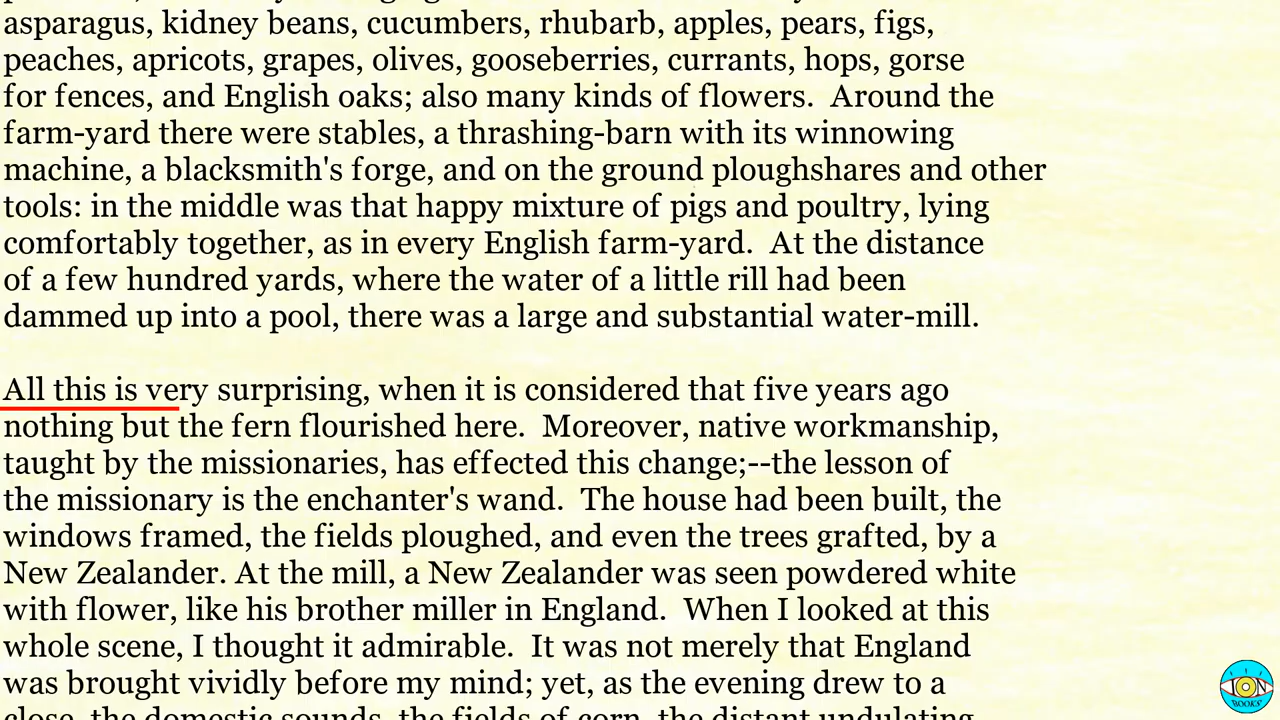 asparagus, kidney beans, cucumbers, rhubarb, apples, pears, figs,
peaches, apricots, grapes, olives, gooseberries, currants, hops, gorse
for fences, and English oaks; also many kinds of flowers.  Around the
farm-yard there were stables, a thrashing-barn with its winnowing
machine, a blacksmith's forge, and on the ground ploughshares and other
tools: in the middle was that happy mixture of pigs and poultry, lying
comfortably together, as in every English farm-yard.  At the distance
of a few hundred yards, where the water of a little rill had been
dammed up into a pool, there was a large and substantial water-mill.
All this is very surprising, when it is considered that five years ago
nothing but the fern flourished here.  Moreover, native workmanship,
taught by the missionaries, has effected this change;--the lesson of
the missionary is the enchanter's wand.  The house had been built, the
windows framed, the fields ploughed, and even the trees grafted, by a
New Zealander. At the mill, a New Zealander was seen powdered white
with flower, like his brother miller in England.  When I looked at this
whole scene, I thought it admirable.  It was not merely that England
was brought vividly before my mind; yet, as the evening drew to a
close, the domestic sounds, the fields of corn, the distant undulating
ION
BOOKS